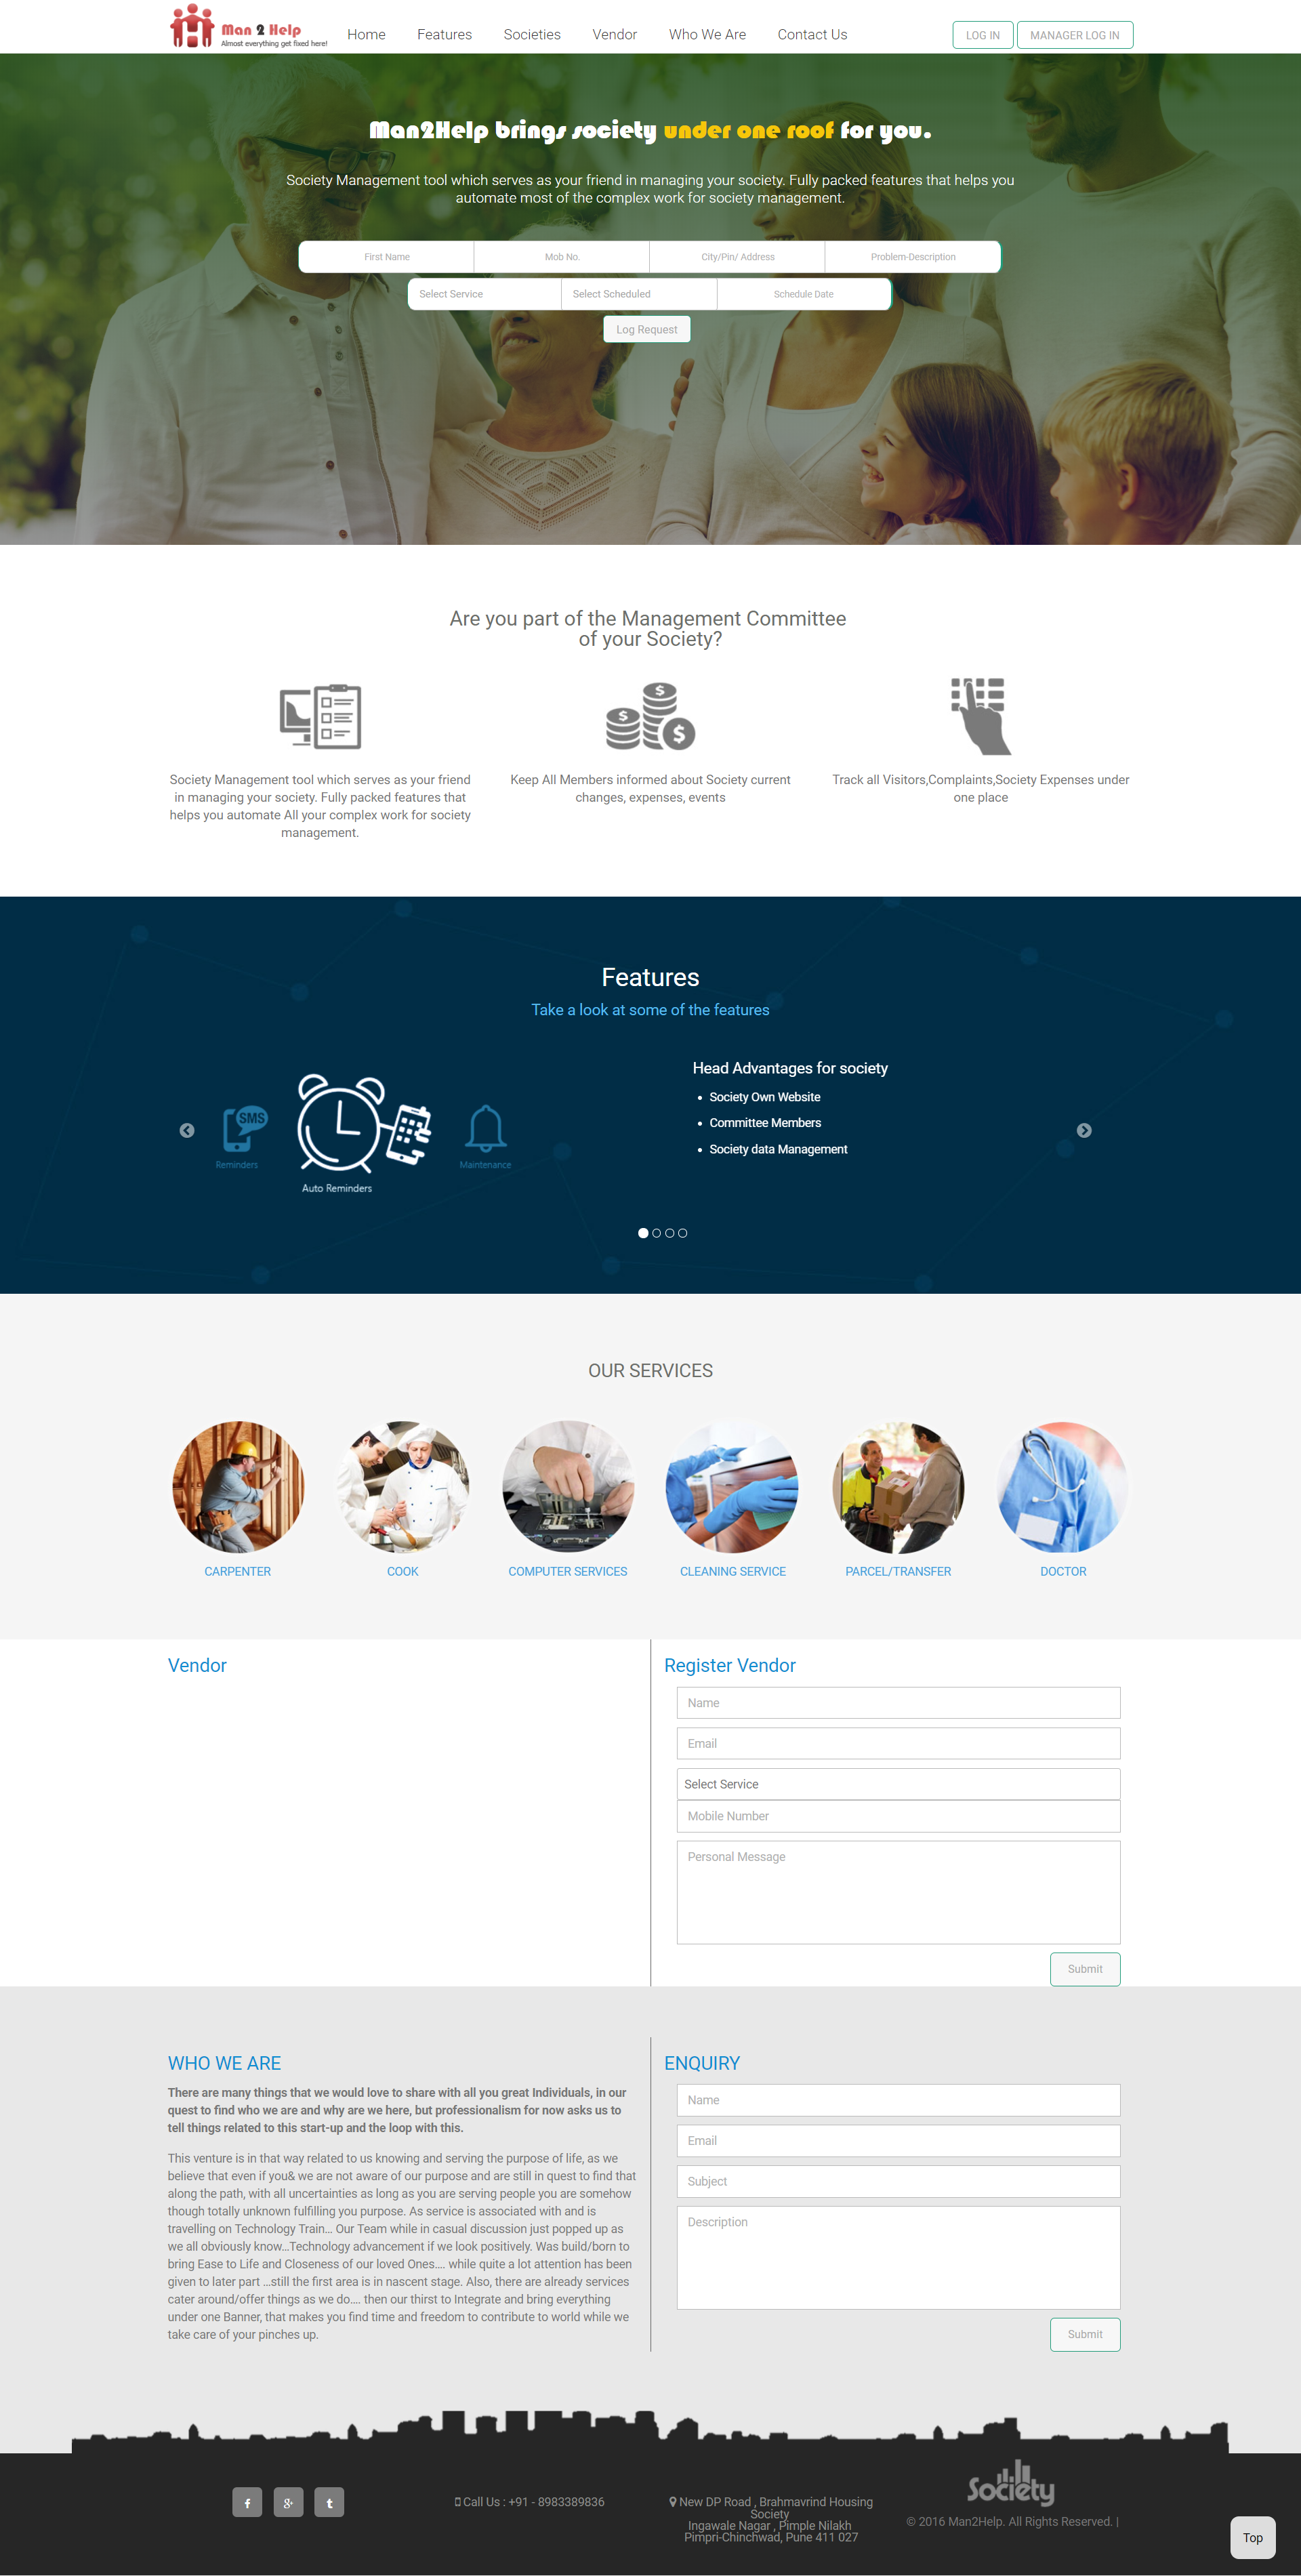 Man 2 Help
Almost everything get fixed here!
Home
Features
Societies
Vendor
Who We Are
Contact Us
LOG IN
MANAGER LOG IN
Man2Help brings society under one roof for you.
Society Management tool which serves as your friend in managing your society. Fully packed features that helps you
automate most of the complex work for society management.
First Name
Mob No.
City/Pin/ Address
Problem-Description
Select Service
Select Scheduled
Schedule Date
Log Request
Are you part of the Management Committee
of your Society?
Society Management tool which serves as your friend
in managing your society. Fully packed features that
helps you automate All your complex work for society
management.
Keep All Members informed about Society current
changes, expenses, events
Track all Visitors,Complaints,Society Expenses under
one place
Features
Take a look at some of the features
SMS
Reminders
Auto Reminders
Maintenance
Head Advantages for society
Society Own Website
Committee Members
Society data Management
OUR SERVICES
CARPENTER
COOK
COMPUTER SERVICES
CLEANING SERVICE
PARCEL/TRANSFER
DOCTOR
Vendor
Register Vendor
Name
Email
Select Service
Mobile Number
Personal Message
Submit
WHO WE ARE
There are many things that we would love to share with all you great Individuals, in our
quest to find who we are and why are we here, but professionalism for now asks us to
tell things related to this start-up and the loop with this.
This venture is in that way related to us knowing and serving the purpose of life, as we
believe that even if you& we are not aware of our purpose and are still in quest to find that
along the path, with all uncertainties as long as you are serving people you are somehow
though totally unknown fulfilling you purpose. As service is associated with and is
travelling on Technology Train... Our Team while in casual discussion just popped up as
we all obviously know...Technology advancement if we look positively. Was build/born to
bring Ease to Life and Closeness of our loved Ones.... while quite a lot attention has been
given to later part ...still the first area is in nascent stage. Also, there are already services
cater around/offer things as we do.... then our thirst to Integrate and bring everything
under one Banner, that makes you find time and freedom to contribute to world while we
take care of your pinches up.
ENQUIRY
Name
Email
Subject
Description
Submit
Call Us : +91 - 8983389836
New DP Road , Brahmavrind Housing
Society
Ingawale Nagar , Pimple Nilakh
Pimpri-Chinchwad, Pune 411 027
Society
© 2016 Man2Help. All Rights Reserved. |
Top